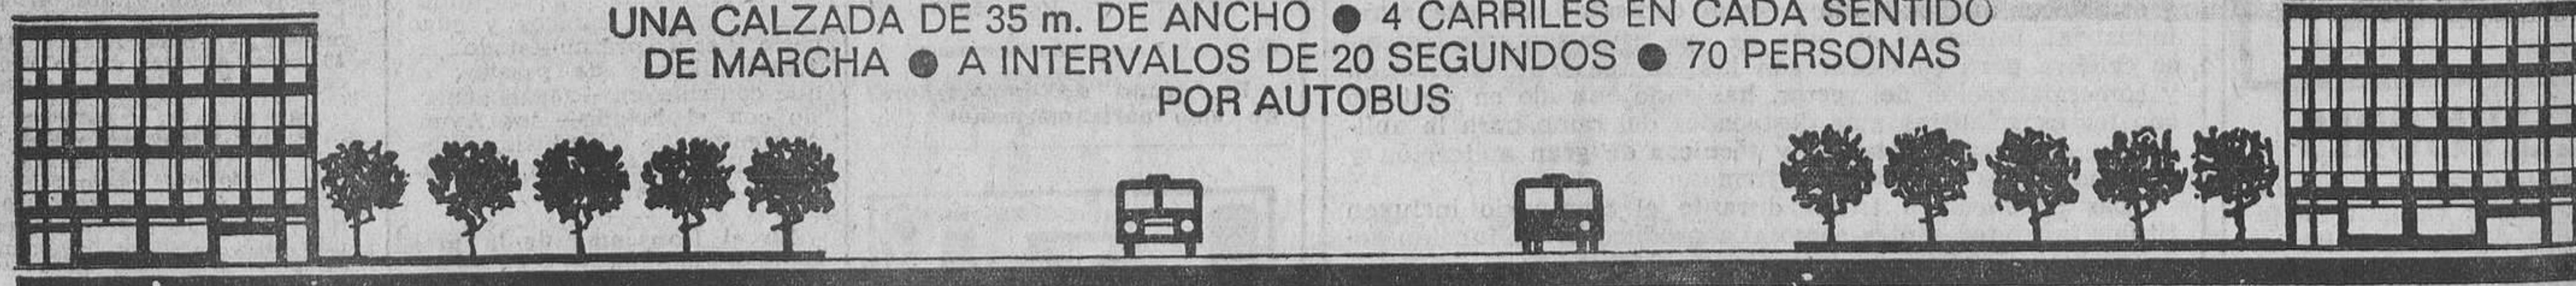 UNA CALZADA DE 35 m. DE ANCHO ● 4 CARRILES EN CADA SENTIDO
DE MARCHA ● A INTERVALOS DE 20 SEGUNDOS ● 70 PERSONAS
POR AUTOBUS